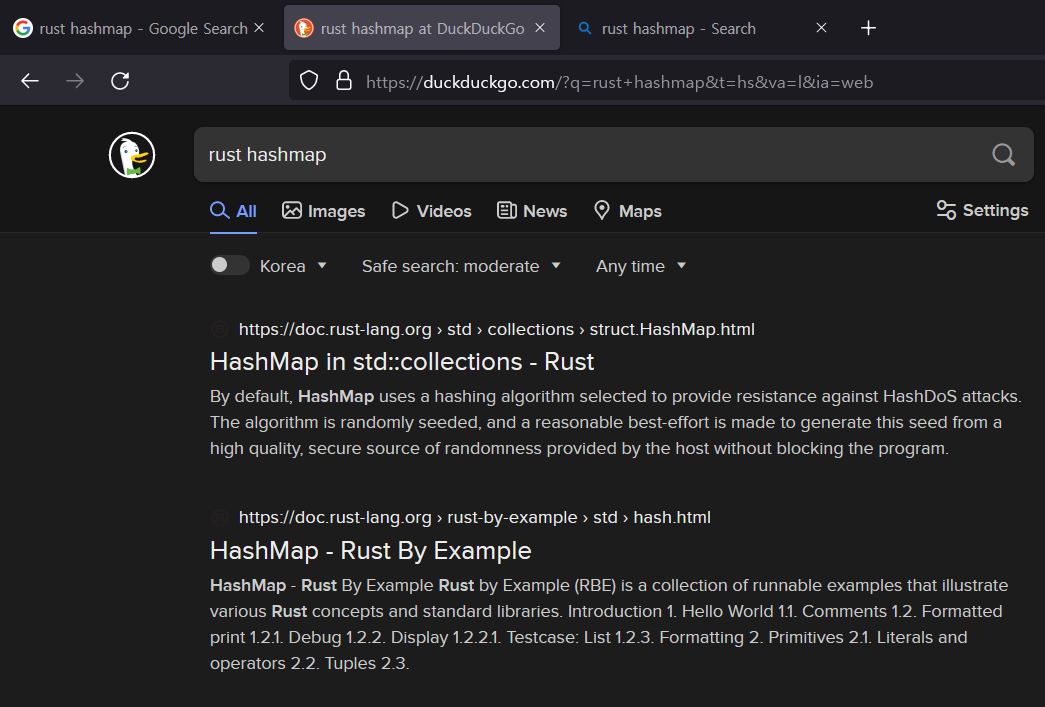 rust hashmap - Google Search
rust hashmap at DuckDuckGo
rust hashmap - Search
https://duckduckgo.com/?q=rust+hashmap&t=hs&va=l&ia=web
rust hashmap
All Images Videos News Maps Settings
Korea Safe search: moderate Any time
https://doc.rust-lang.org › std › collections › struct.HashMap.html
HashMap in std::collections - Rust
By default, HashMap uses a hashing algorithm selected to provide resistance against HashDoS attacks.
The algorithm is randomly seeded, and a reasonable best-effort is made to generate this seed from a
high quality, secure source of randomness provided by the host without blocking the program.
https://doc.rust-lang.org › rust-by-example › std › hash.html
HashMap - Rust By Example
HashMap - Rust By Example Rust by Example (RBE) is a collection of runnable examples that illustrate
various Rust concepts and standard libraries. Introduction 1. Hello World 1.1. Comments 1.2. Formatted
print 1.2.1. Debug 1.2.2. Display 1.2.2.1. Testcase: List 1.2.3. Formatting 2. Primitives 2.1. Literals and
operators 2.2. Tuples 2.3.